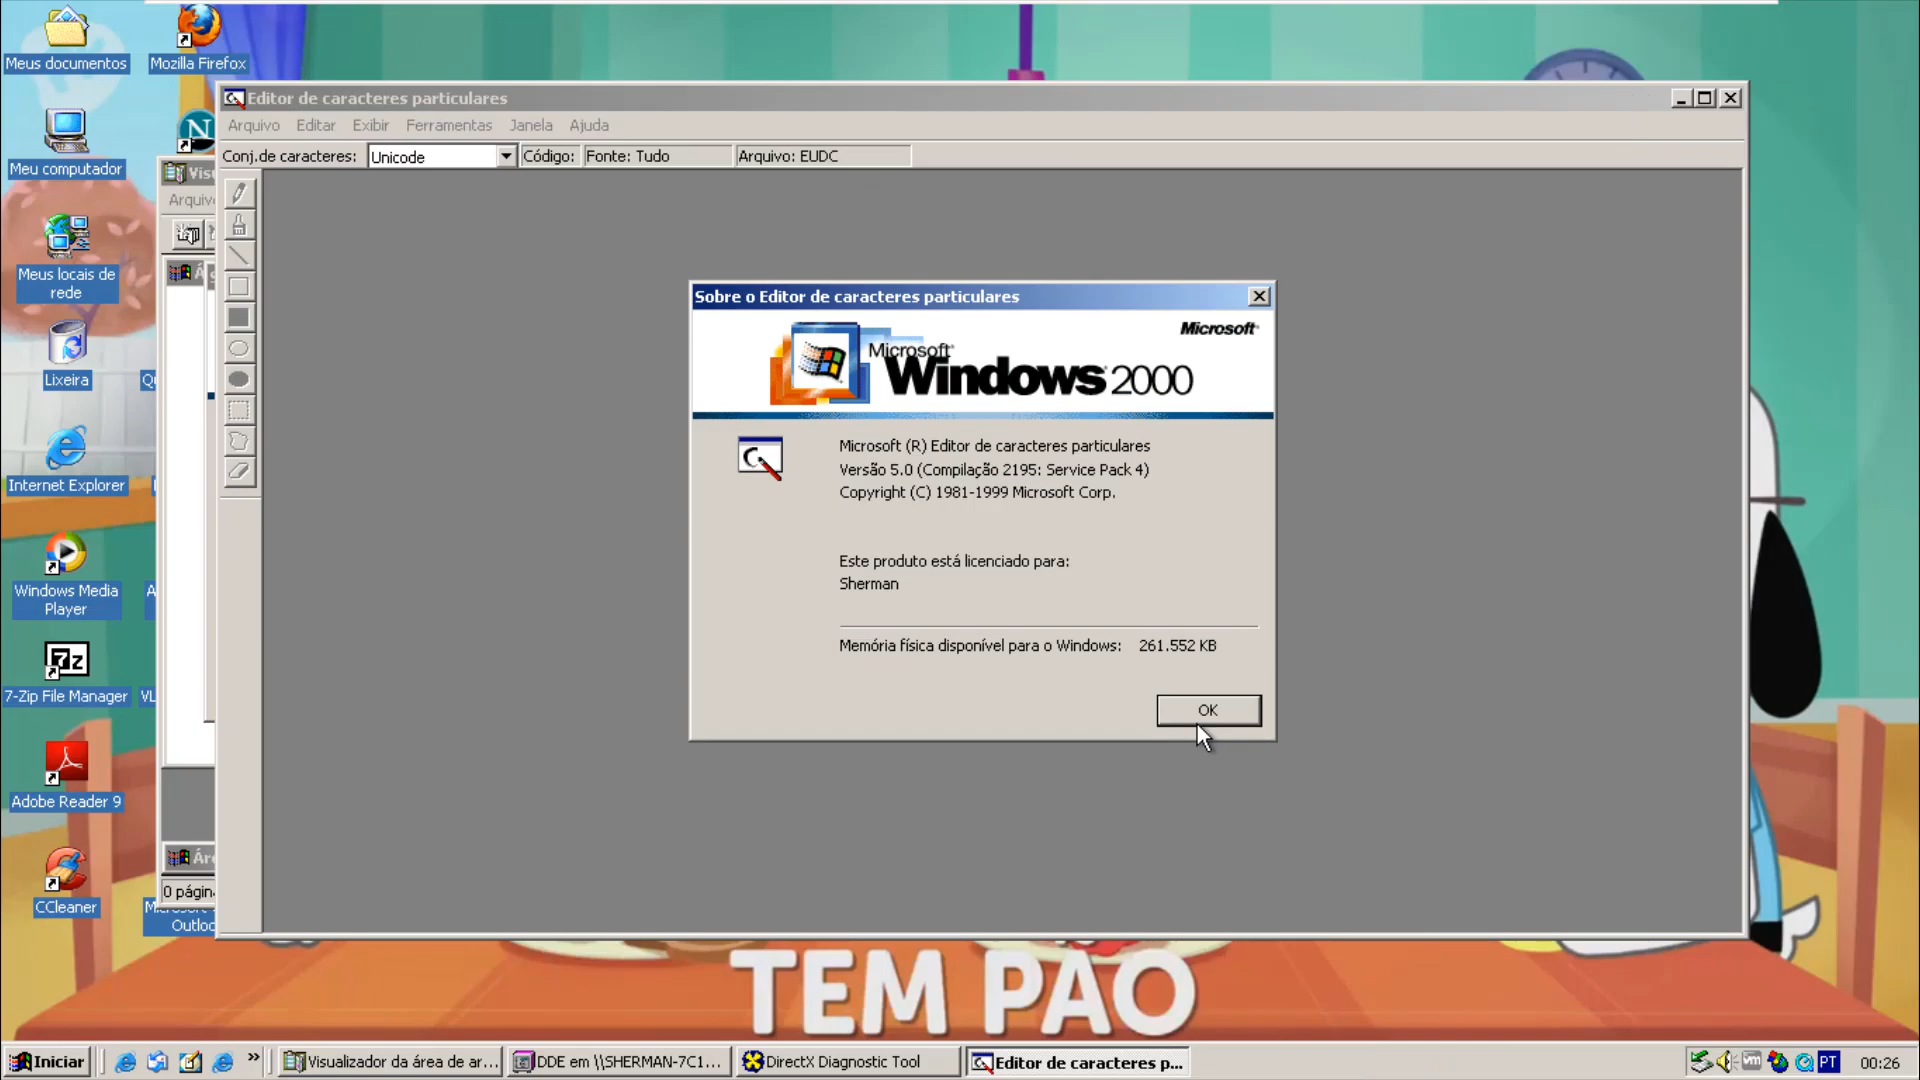 Meus documentos
Mozilla Firefox
Meu computador
Meus locais de
rede
Lixeira
Internet Explorer
Windows Media
Player
7-Zip File Manager
VL
Adobe Reader 9
CCleaner
Outlo
Arquiv
0 págin
Editor de caracteres particulares
Arquivo Editar Exibir Ferramentas Janela Ajuda
Conj.de caracteres: Unicode Código: Fonte: Tudo Arquivo: EUDC
Sobre o Editor de caracteres particulares
Microsoft
Microsoft
Windows 2000
Microsoft (R) Editor de caracteres particulares
Versão 5.0 (Compilação 2195: Service Pack 4)
Copyright (C) 1981-1999 Microsoft Corp.
Este produto está licenciado para:
Sherman
Memória física disponível para o Windows: 261.552 KB
OK
TEM PAO
Iniciar
Visualizador da área de ar...
DDE em \\SHERMAN-7C1...
DirectX Diagnostic Tool
Editor de caracteres p...
PT
00:26